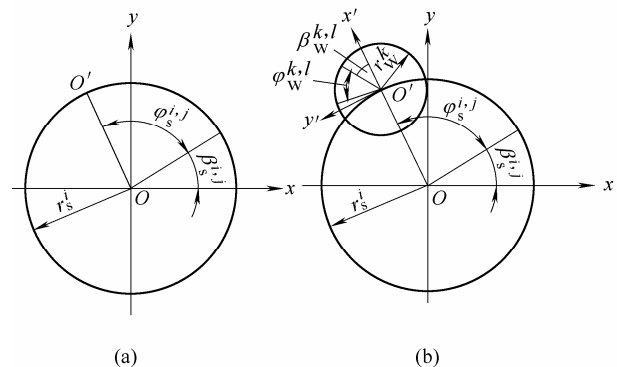 y
O′
φ_s^{i,j}
β_s^{i,j}
x
O
r_s^i
(a)
x′
y
β_w^{k,l}
r_w^k
φ_w^{k,l}
O′
y′
φ_s^{i,j}
β_s^{i,j}
x
O
r_s^i
(b)